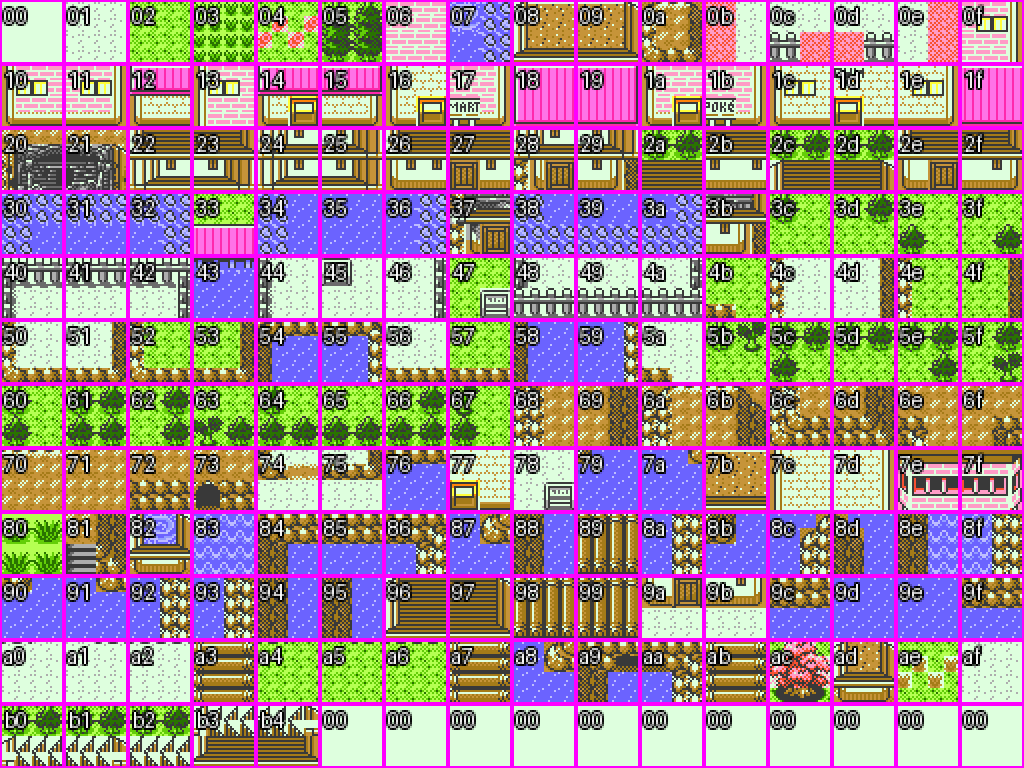 00 01 02 03 04 05 06 07 08 09 0a 0b 0c 0d 0e 0f
10 11 12 13 14 15 16 17 18 19 1a 1b 1c 1d 1e 1f
MART POKé
20 21 22 23 24 25 26 27 28 29 2a 2b 2c 2d 2e 2f
30 31 32 33 34 35 36 37 38 39 3a 3b 3c 3d 3e 3f
40 41 42 43 44 45 46 47 48 49 4a 4b 4c 4d 4e 4f
50 51 52 53 54 55 56 57 58 59 5a 5b 5c 5d 5e 5f
60 61 62 63 64 65 66 67 68 69 6a 6b 6c 6d 6e 6f
70 71 72 73 74 75 76 77 78 79 7a 7b 7c 7d 7e 7f
80 81 82 83 84 85 86 87 88 89 8a 8b 8c 8d 8e 8f
90 91 92 93 94 95 96 97 98 99 9a 9b 9c 9d 9e 9f
a0 a1 a2 a3 a4 a5 a6 a7 a8 a9 aa ab ac ad ae af
b0 b1 b2 b3 b4 00 00 00 00 00 00 00 00 00 00 00